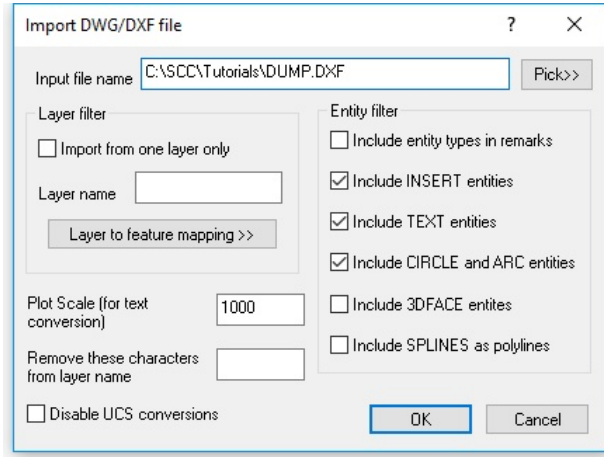 Import DWG/DXF file
?
Input file name
C:\SCC\Tutorials\DUMP.DXF
Pick>>
Layer filter
Import from one layer only
Layer name
Layer to feature mapping >>
Entity filter
Include entity types in remarks
Include INSERT entities
Include TEXT entities
Include CIRCLE and ARC entities
Include 3DFACE entites
Include SPLINES as polylines
Plot Scale (for text
conversion)
1000
Remove these characters
from layer name
Disable UCS conversions
OK
Cancel